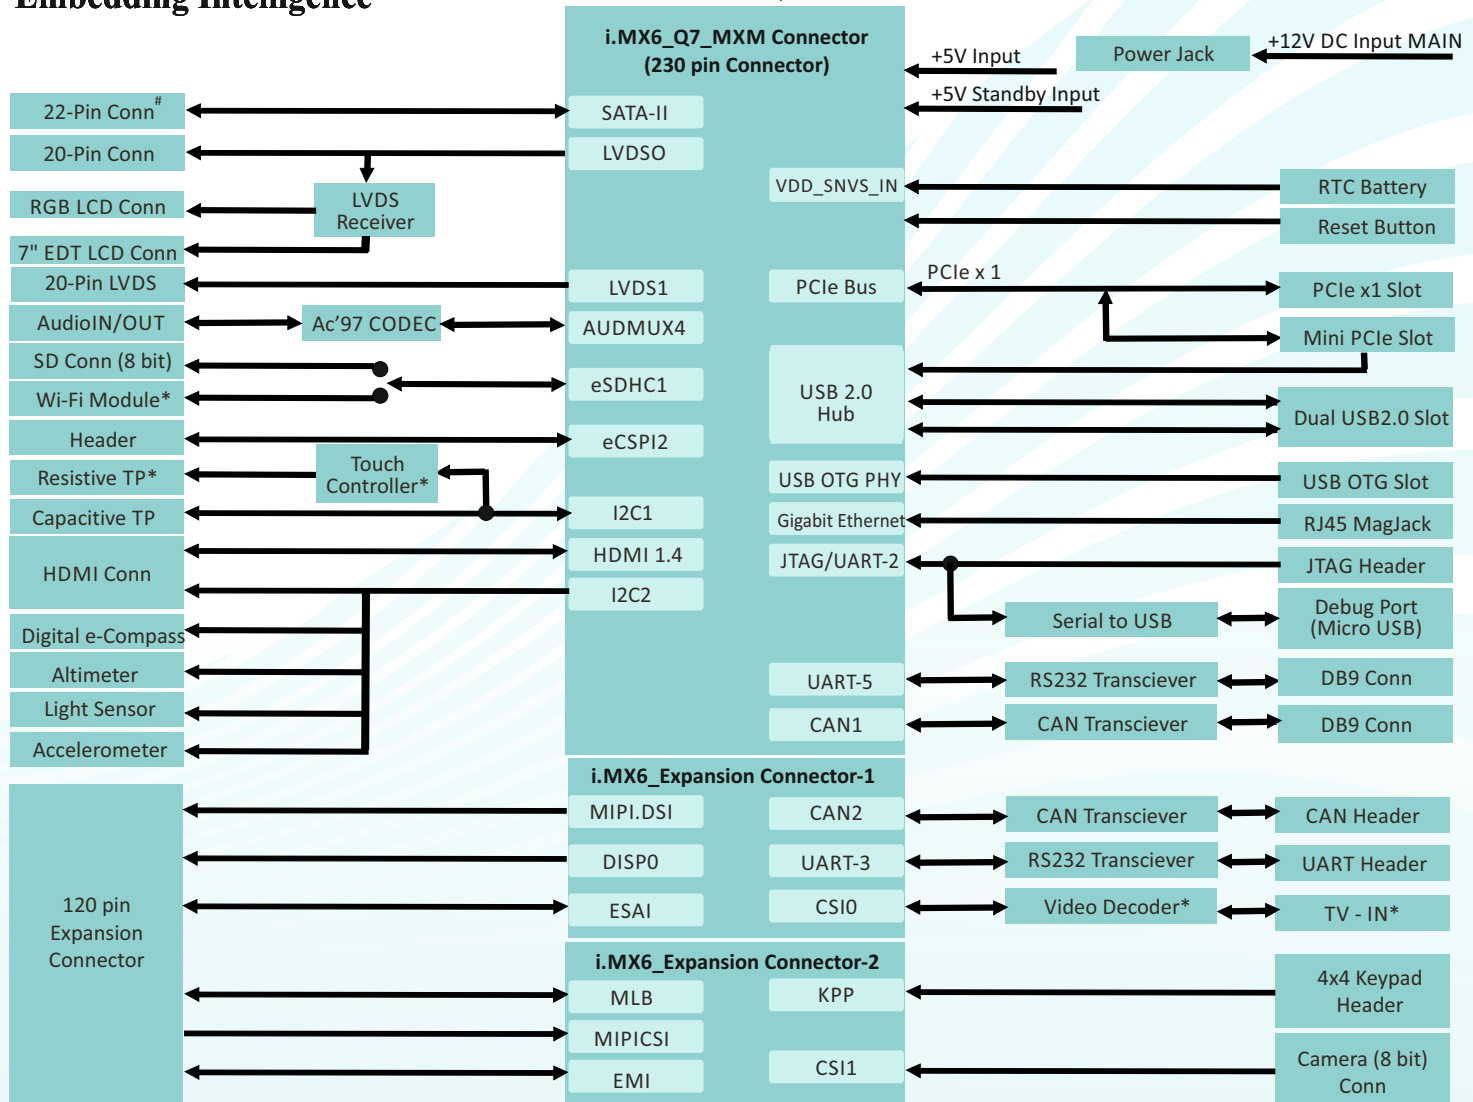 Embedding Intelligence
i.MX6_Q7_MXM Connector
(230 pin Connector)
+5V Input
Power Jack
+12V DC Input MAIN
+5V Standby Input
22-Pin Conn#
SATA-II
20-Pin Conn
LVDSO
VDD_SNVS_IN
RTC Battery
RGB LCD Conn
LVDS
Receiver
Reset Button
7" EDT LCD Conn
20-Pin LVDS
LVDS1
PCIe Bus
PCIe x 1
PCIe x1 Slot
AudioIN/OUT
Ac’97 CODEC
AUDMUX4
Mini PCIe Slot
SD Conn (8 bit)
eSDHC1
USB 2.0
Hub
Wi-Fi Module*
Dual USB2.0 Slot
Header
eCSPI2
Resistive TP*
Touch
Controller*
USB OTG PHY
USB OTG Slot
Capacitive TP
I2C1
Gigabit Ethernet
RJ45 MagJack
HDMI Conn
HDMI 1.4
JTAG/UART-2
JTAG Header
I2C2
Digital e-Compass
Serial to USB
Debug Port
(Micro USB)
Altimeter
UART-5
RS232 Transciever
DB9 Conn
Light Sensor
CAN1
CAN Transciever
DB9 Conn
Accelerometer
i.MX6_Expansion Connector-1
MIPI.DSI
CAN2
CAN Transciever
CAN Header
DISP0
UART-3
RS232 Transciever
UART Header
120 pin
Expansion
Connector
ESAI
CSI0
Video Decoder*
TV - IN*
i.MX6_Expansion Connector-2
MLB
KPP
4x4 Keypad
Header
MIPICSI
EMI
CSI1
Camera (8 bit)
Conn